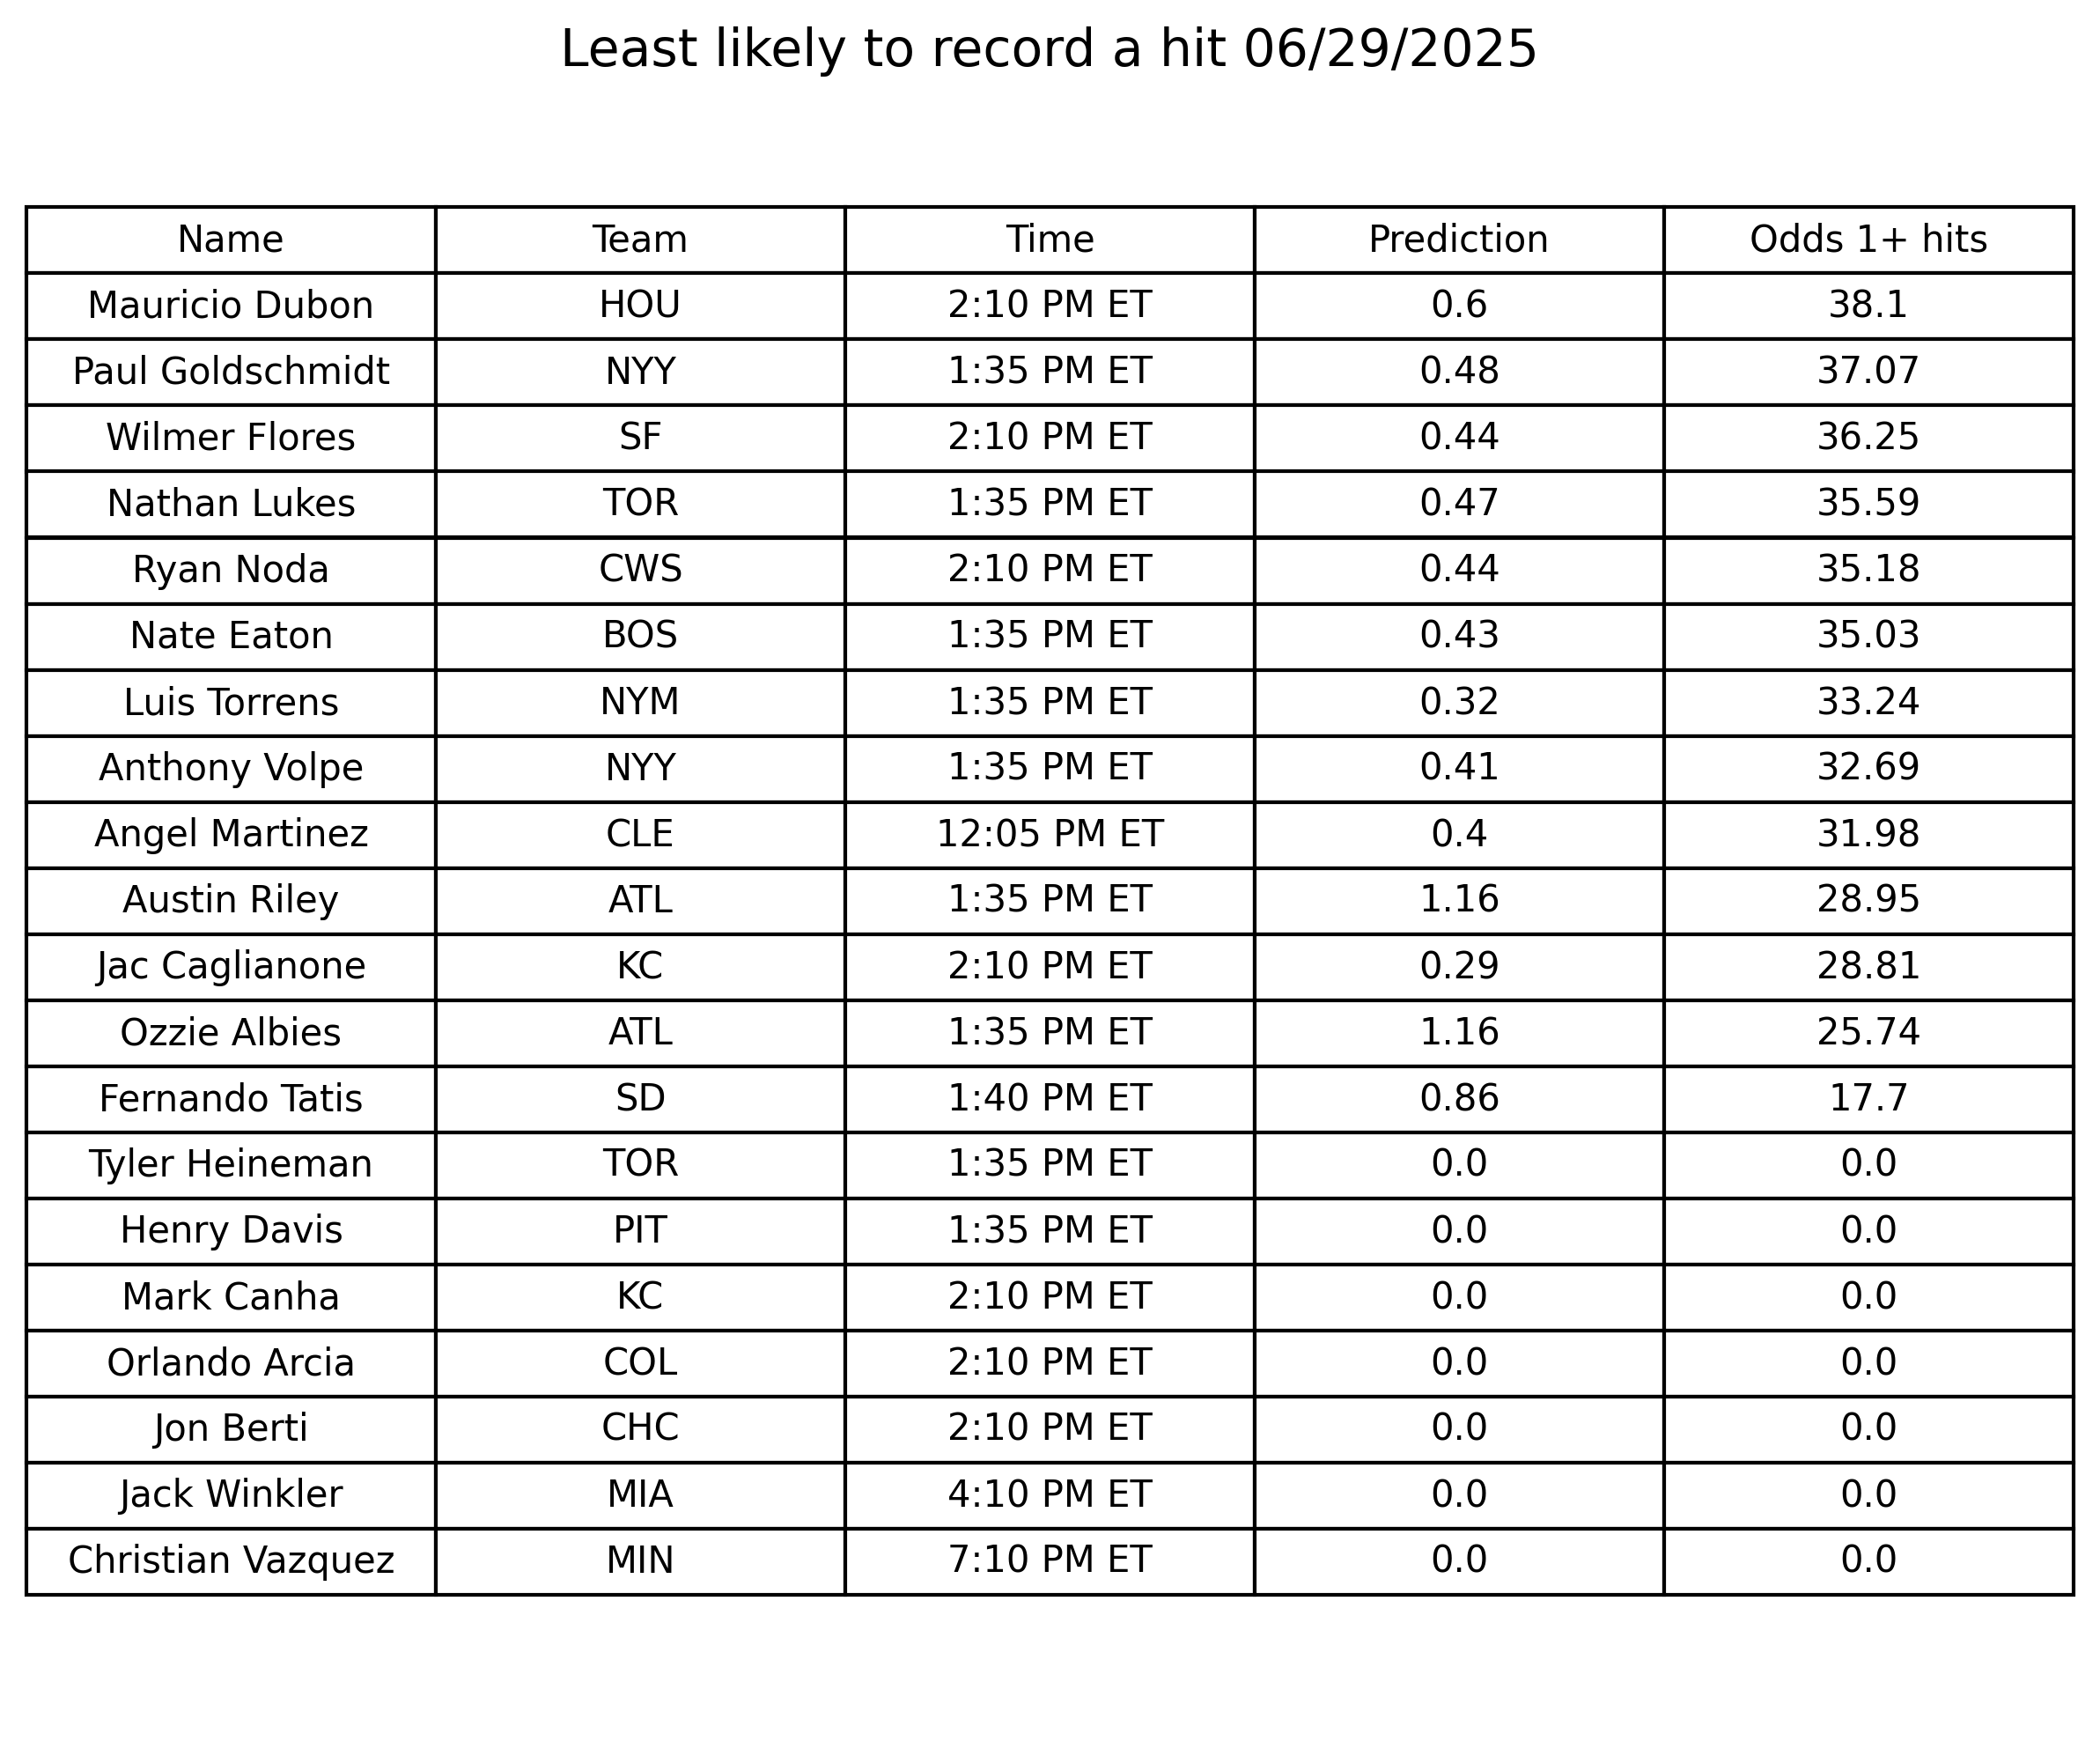 Least likely to record a hit 06/29/2025
Name Team Time Prediction Odds 1+ hits
Mauricio Dubon HOU 2:10 PM ET 0.6 38.1
Paul Goldschmidt NYY 1:35 PM ET 0.48 37.07
Wilmer Flores SF 2:10 PM ET 0.44 36.25
Nathan Lukes TOR 1:35 PM ET 0.47 35.59
Ryan Noda CWS 2:10 PM ET 0.44 35.18
Nate Eaton BOS 1:35 PM ET 0.43 35.03
Luis Torrens NYM 1:35 PM ET 0.32 33.24
Anthony Volpe NYY 1:35 PM ET 0.41 32.69
Angel Martinez CLE 12:05 PM ET 0.4 31.98
Austin Riley ATL 1:35 PM ET 1.16 28.95
Jac Caglianone KC 2:10 PM ET 0.29 28.81
Ozzie Albies ATL 1:35 PM ET 1.16 25.74
Fernando Tatis SD 1:40 PM ET 0.86 17.7
Tyler Heineman TOR 1:35 PM ET 0.0 0.0
Henry Davis PIT 1:35 PM ET 0.0 0.0
Mark Canha KC 2:10 PM ET 0.0 0.0
Orlando Arcia COL 2:10 PM ET 0.0 0.0
Jon Berti CHC 2:10 PM ET 0.0 0.0
Jack Winkler MIA 4:10 PM ET 0.0 0.0
Christian Vazquez MIN 7:10 PM ET 0.0 0.0